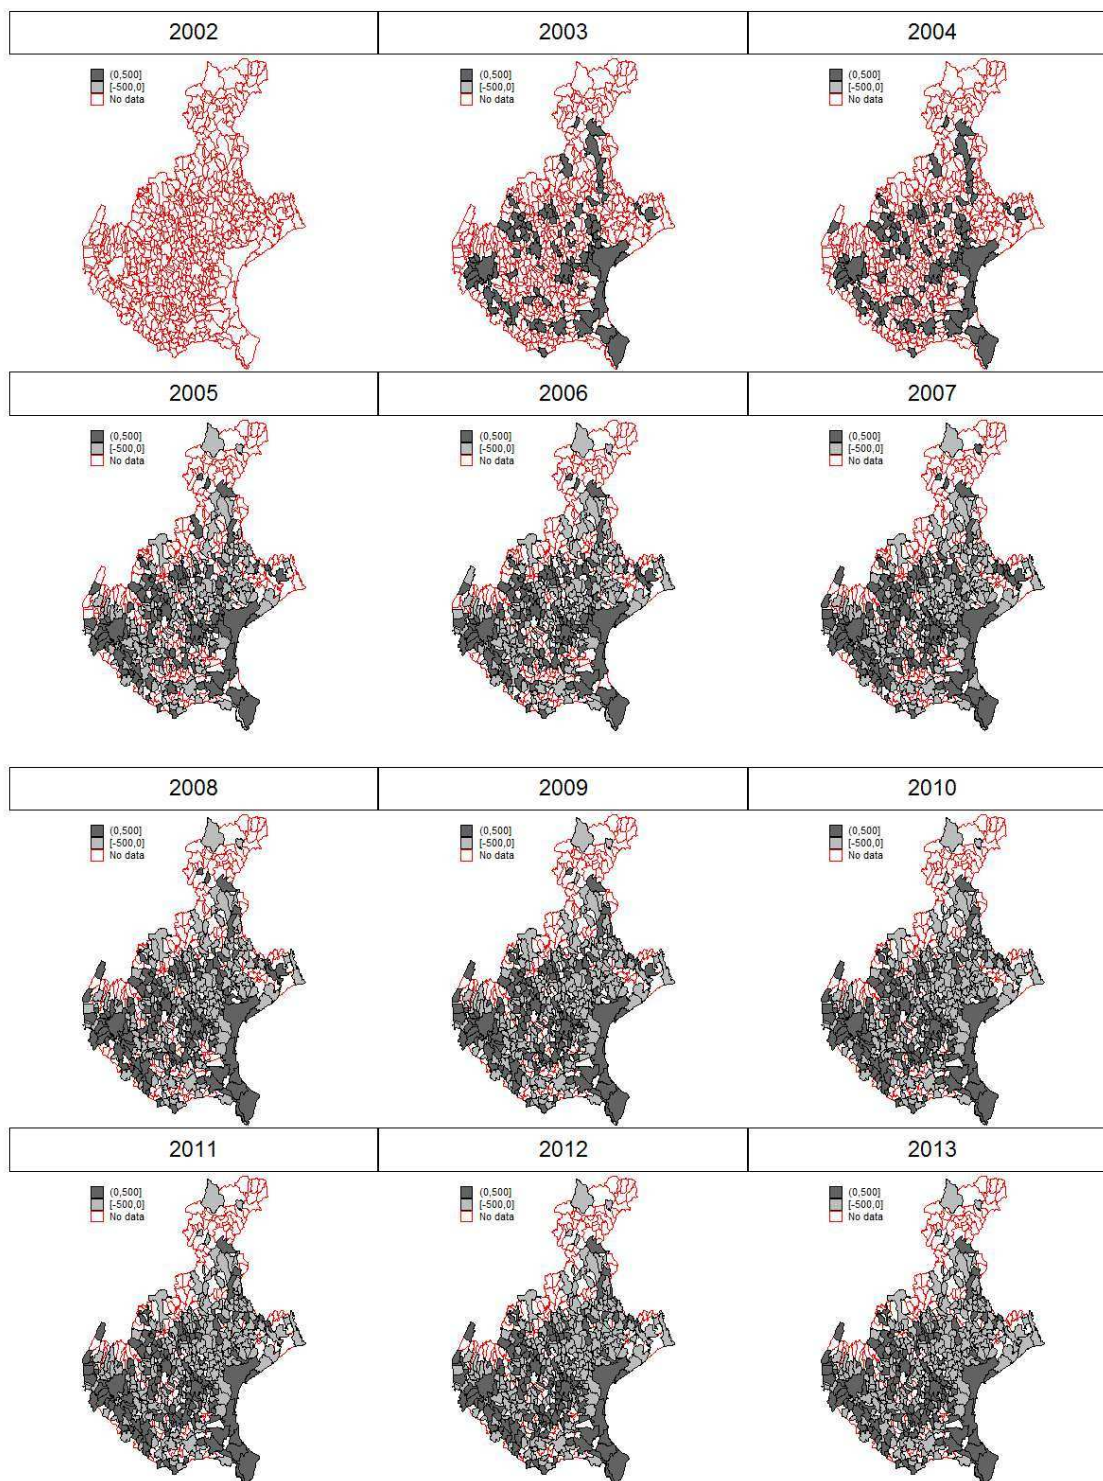 2002 2003 2004
(0,500] (0,500] (0,500]
[-500,0] [-500,0] [-500,0]
No data No data No data
2005 2006 2007
(0,500] (0,500] (0,500]
[-500,0] [-500,0] [-500,0]
No data No data No data
2008 2009 2010
(0,500] (0,500] (0,500]
[-500,0] [-500,0] [-500,0]
No data No data No data
2011 2012 2013
(0,500] (0,500] (0,500]
[-500,0] [-500,0] [-500,0]
No data No data No data